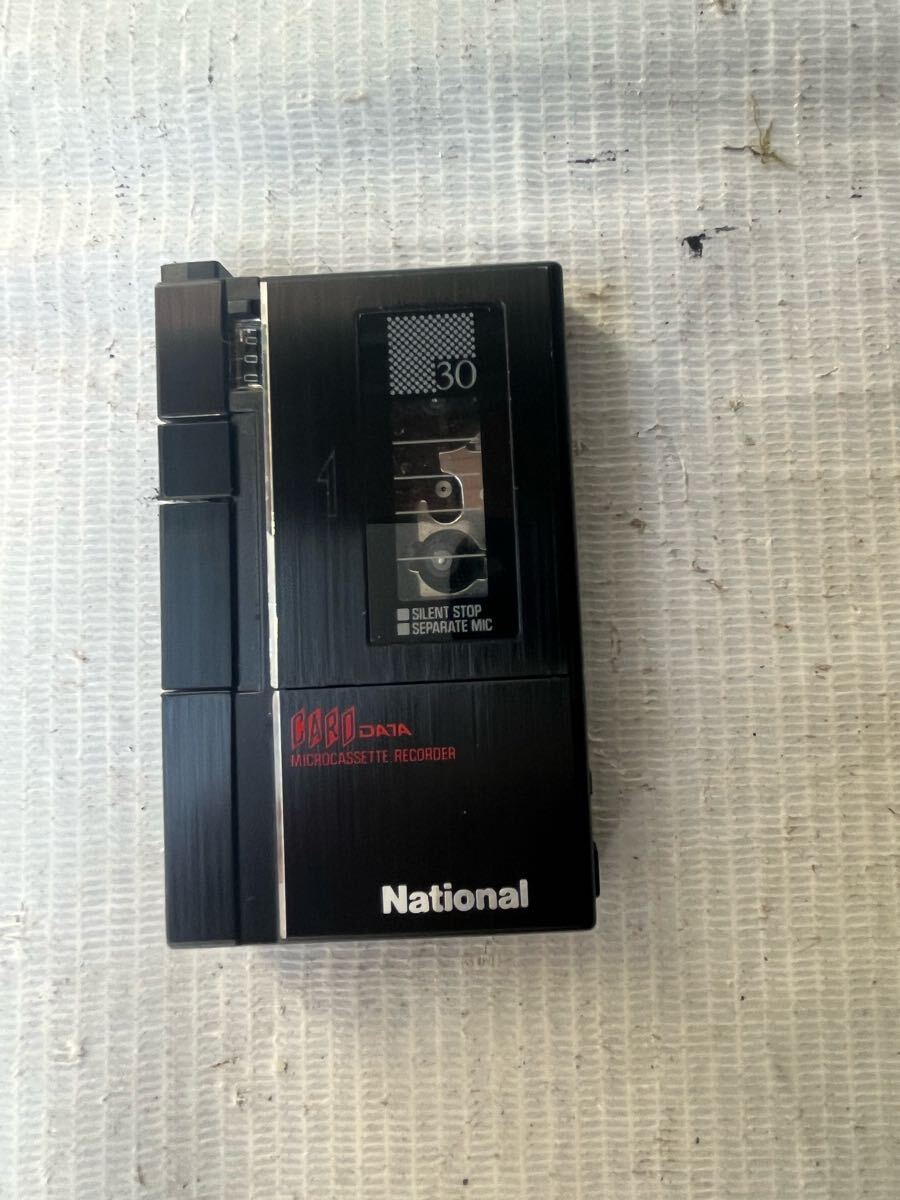 30
SILENT STOP
SEPARATE MIC
CARD DATA
MICROCASSETTE RECORDER
National